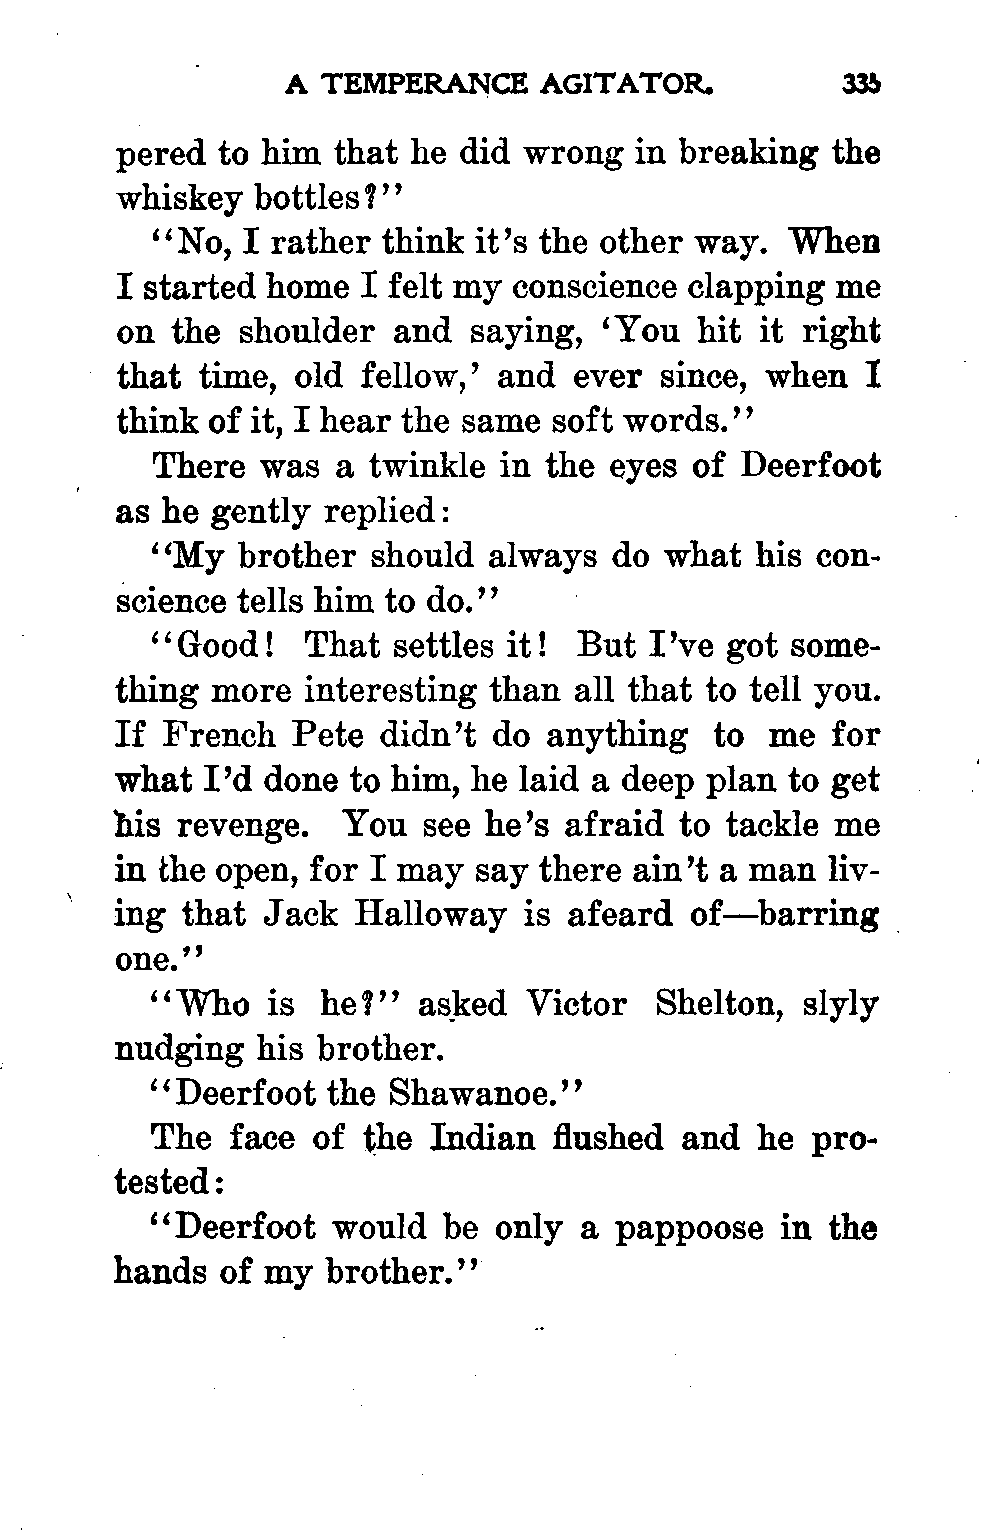 A TEMPERANCE AGITATOR. 335
pered to him that he did wrong in breaking the
whiskey bottles?"
"No, I rather think it's the other way. When
I started home I felt my conscience clapping me
on the shoulder and saying, 'You hit it right
that time, old fellow,' and ever since, when I
think of it, I hear the same soft words."
There was a twinkle in the eyes of Deerfoot
as he gently replied:
"My brother should always do what his con-
science tells him to do."
"Good! That settles it! But I've got some-
thing more interesting than all that to tell you.
If French Pete didn't do anything to me for
what I'd done to him, he laid a deep plan to get
his revenge. You see he's afraid to tackle me
in the open, for I may say there ain't a man liv-
ing that Jack Halloway is afeard of—barring
one."
"Who is he?" asked Victor Shelton, slyly
nudging his brother.
"Deerfoot the Shawanoe."
The face of the Indian flushed and he pro-
tested:
"Deerfoot would be only a pappoose in the
hands of my brother."